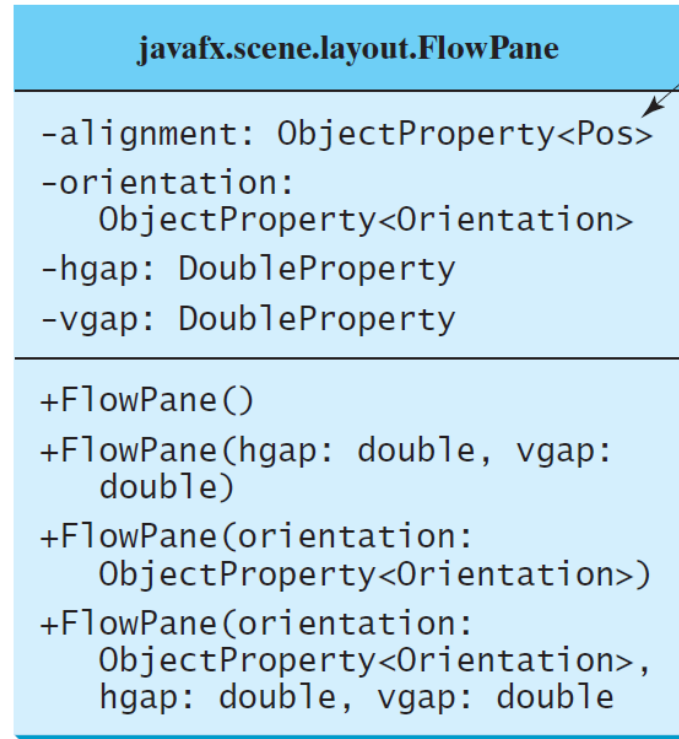 javafx.scene.layout.FlowPane
-alignment: ObjectProperty<Pos>
-orientation:
ObjectProperty<Orientation>
-hgap: DoubleProperty
-vgap: DoubleProperty
+FlowPane()
+FlowPane(hgap: double, vgap:
double)
+FlowPane(orientation:
ObjectProperty<Orientation>)
+FlowPane(orientation:
ObjectProperty<Orientation>,
hgap: double, vgap: double